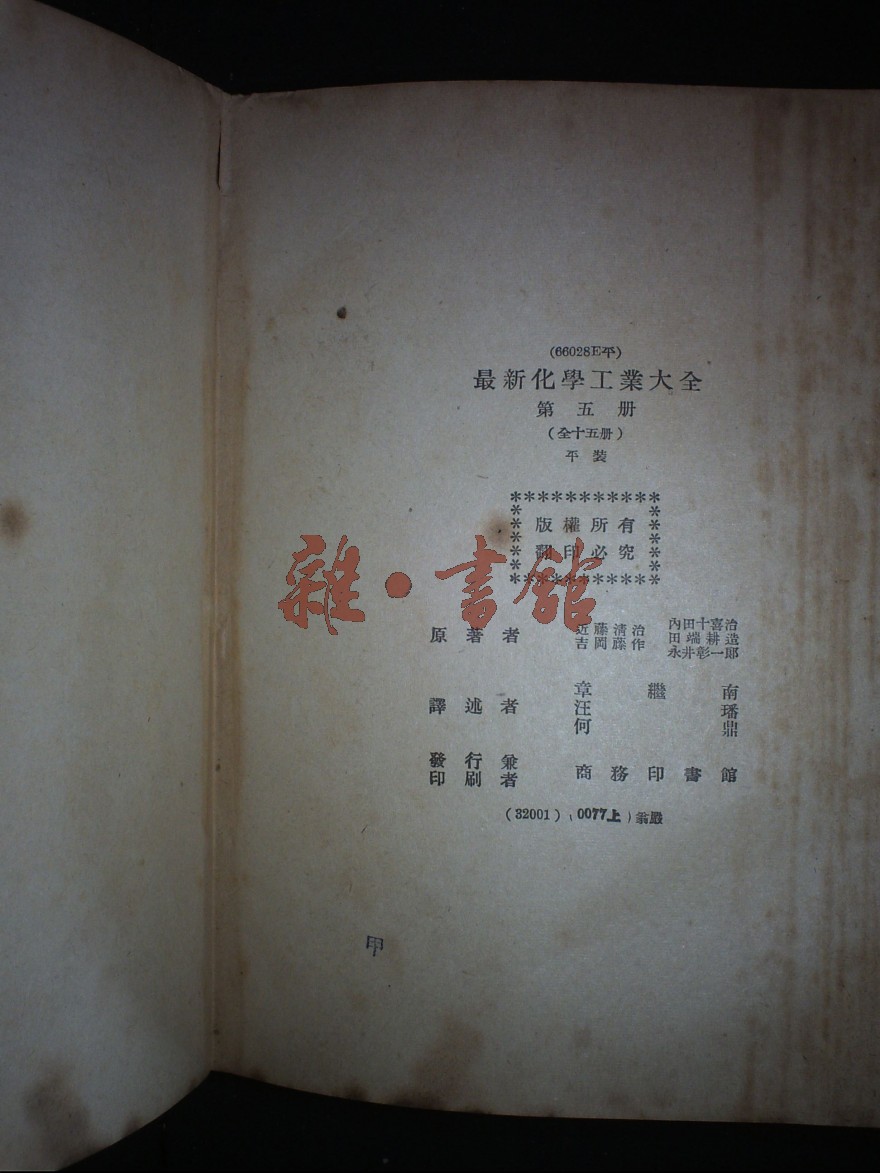 (66028E平)
最新化學工業大全
第五册
(全十五册)
平裝
版權所有
翻印必究
雜·書館
原著者
近藤清治
吉岡藤作
內田十喜治
田端耕造
永井彰一郎
譯述者
章繼南
汪璠
何鼎
發行兼
印刷者
商務印書館
(32001)(0077上)翁嚴
甲